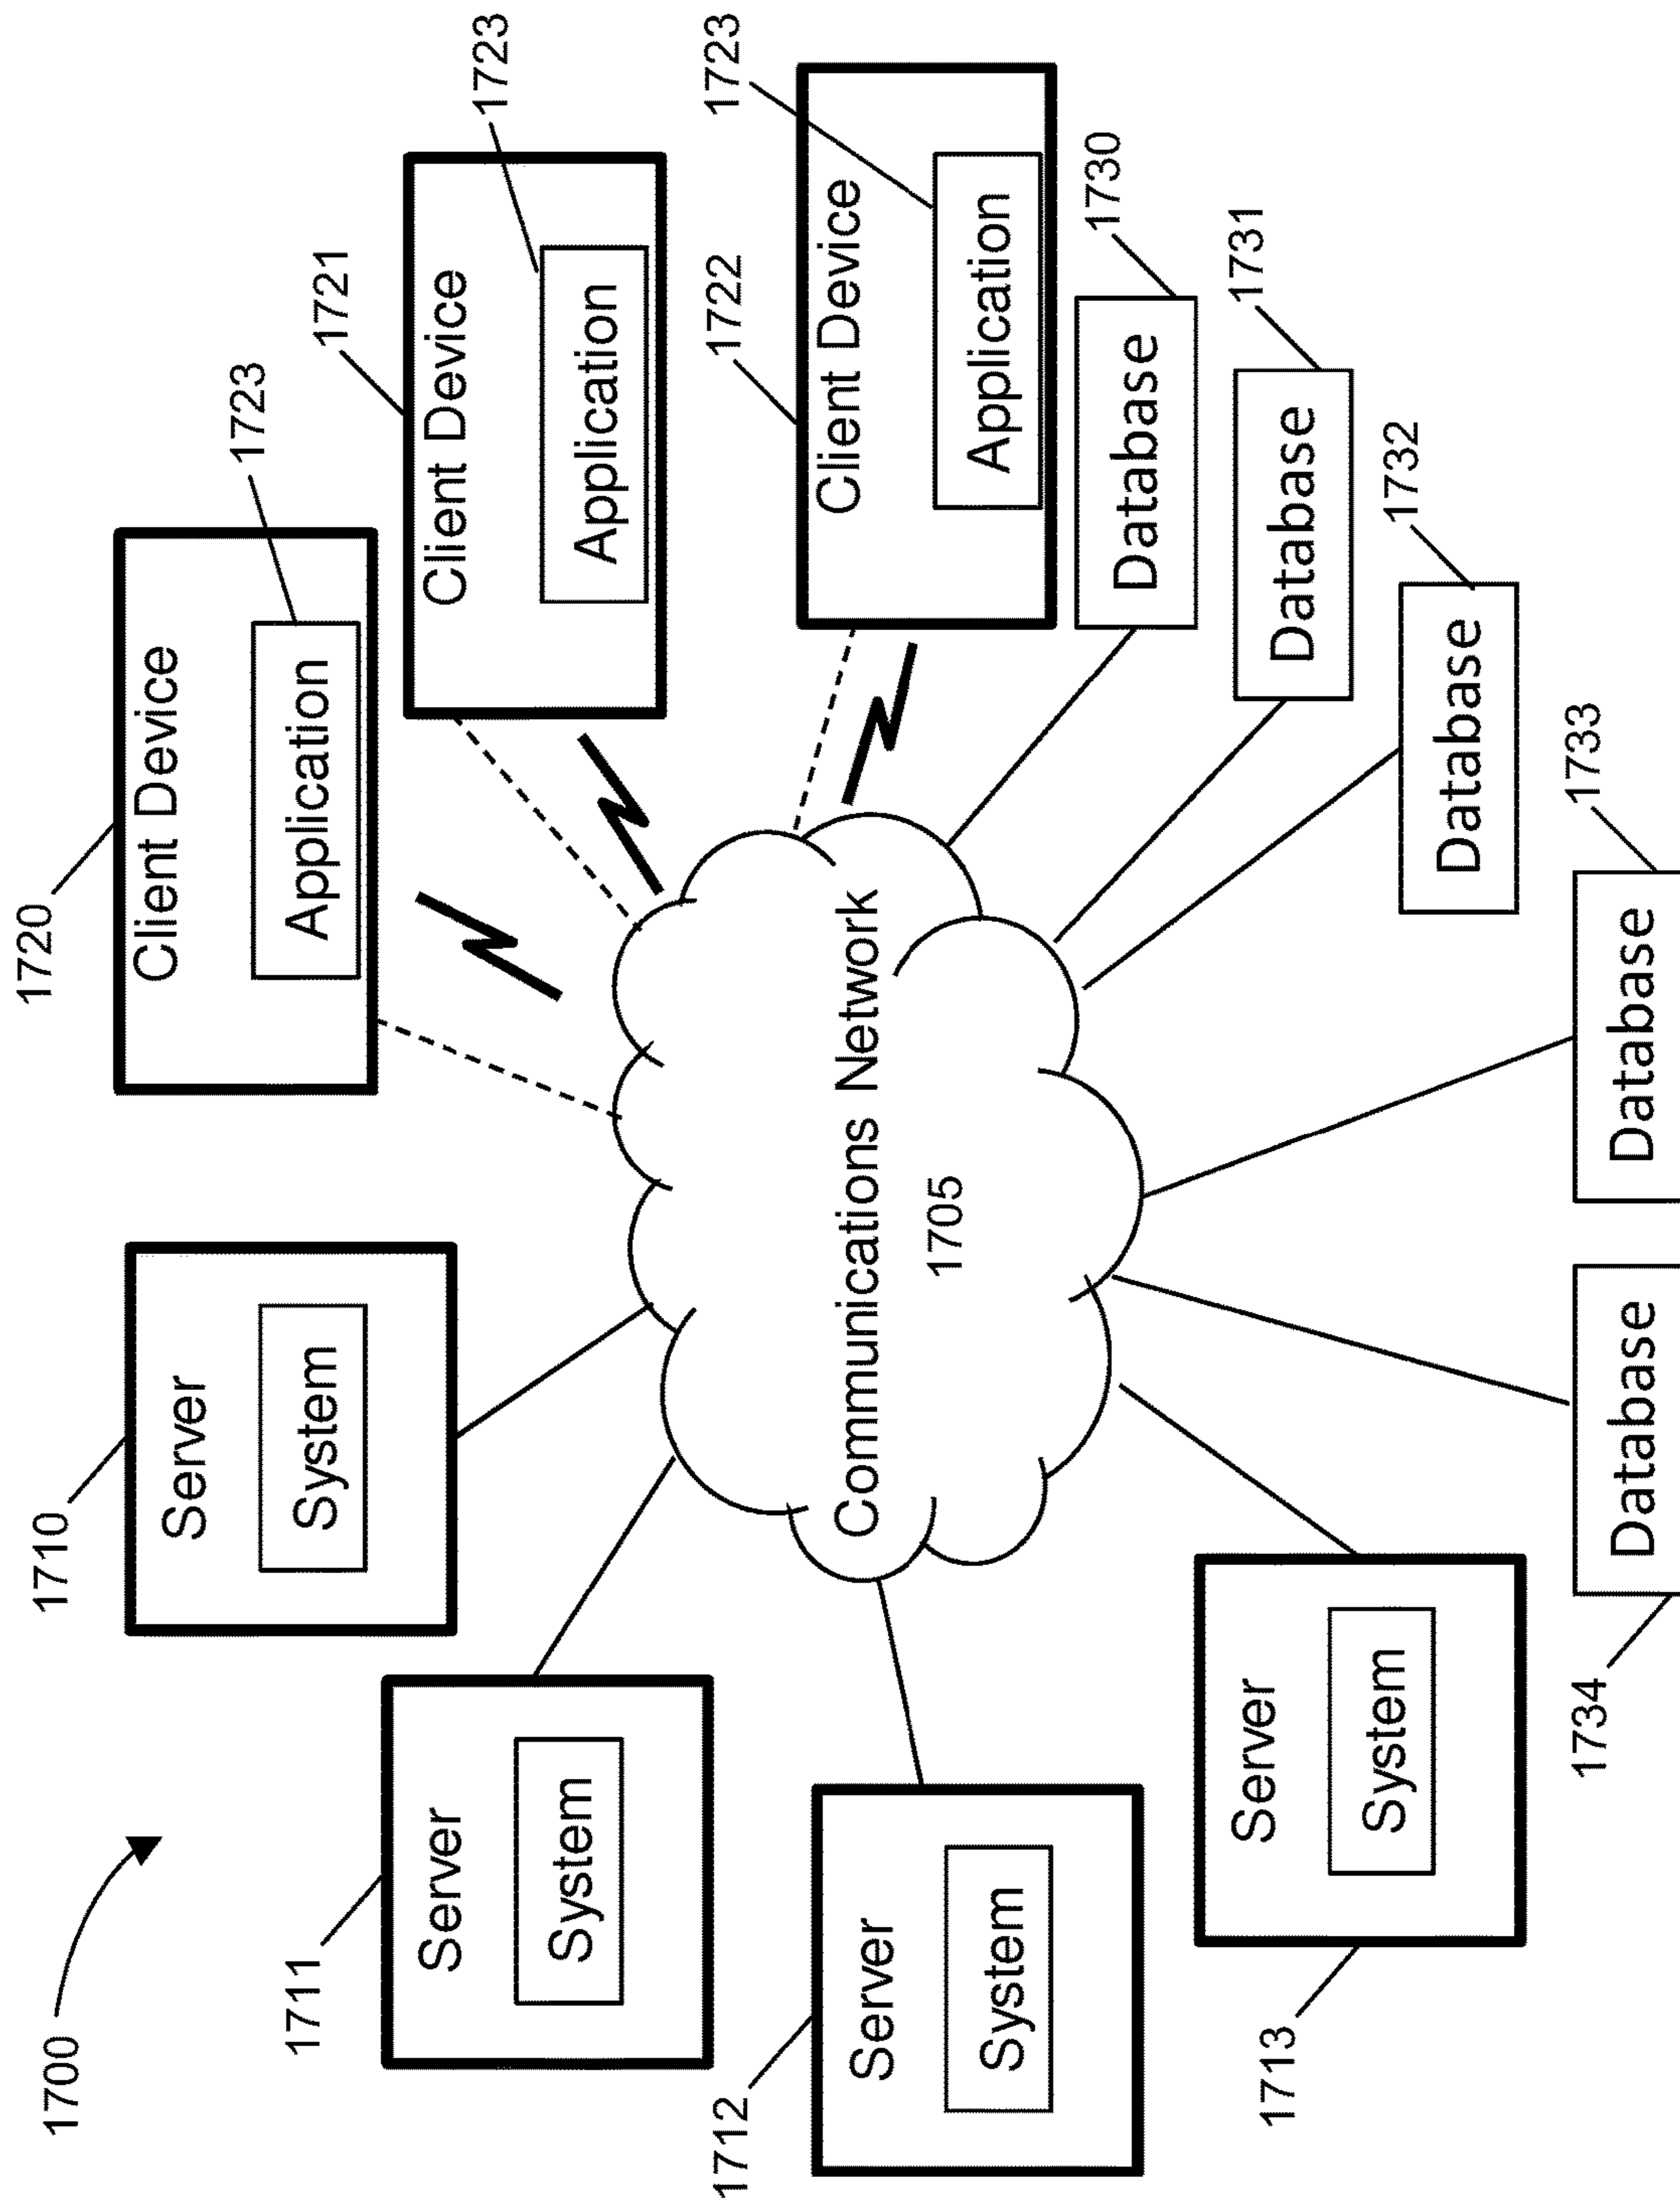 1700
1710
Server
System
1711
Server
System
1712
Server
System
1713
Server
System
1720
Client Device
Application
1723
1721
Client Device
Application
1723
1722
Client Device
Application
1723
Communications Network
1705
Database
1730
Database
1731
Database
1732
Database
1733
Database
1734